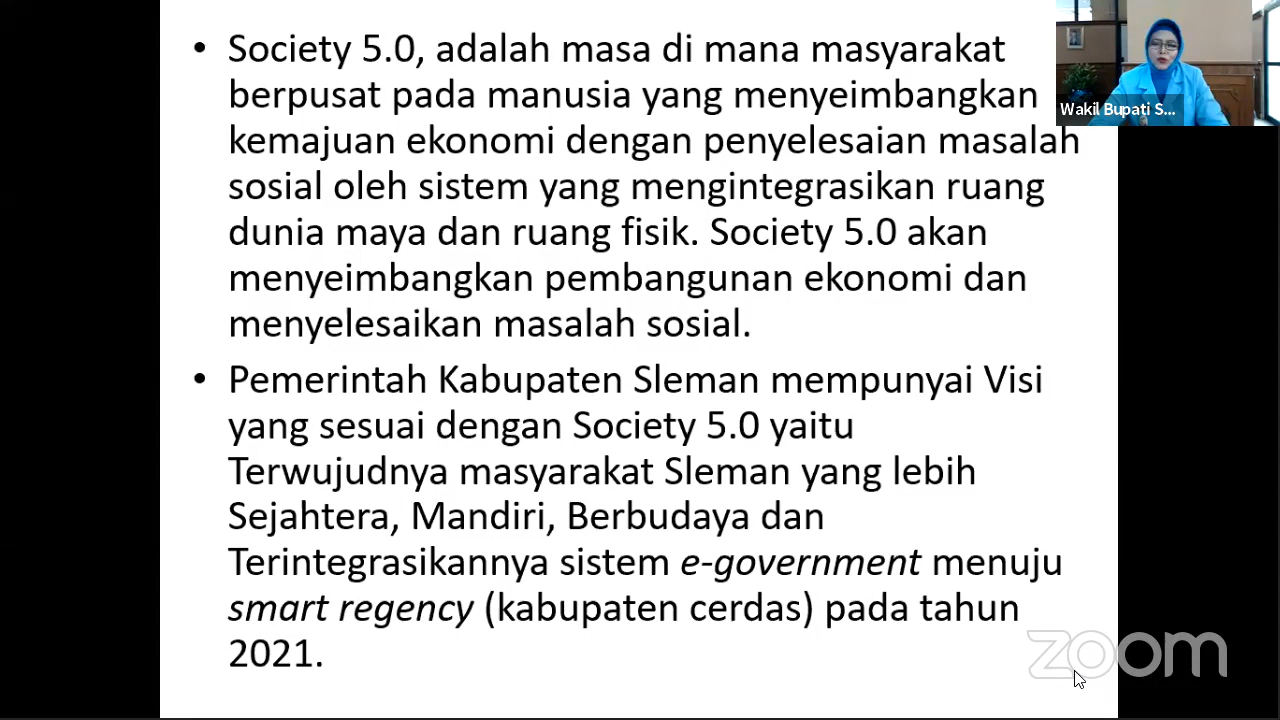 • Society 5.0, adalah masa di mana masyarakat
berpusat pada manusia yang menyeimbangkan
kemajuan ekonomi dengan penyelesaian masalah
sosial oleh sistem yang mengintegrasikan ruang
dunia maya dan ruang fisik. Society 5.0 akan
menyeimbangkan pembangunan ekonomi dan
menyelesaikan masalah sosial.
• Pemerintah Kabupaten Sleman mempunyai Visi
yang sesuai dengan Society 5.0 yaitu
Terwujudnya masyarakat Sleman yang lebih
Sejahtera, Mandiri, Berbudaya dan
Terintegrasikannya sistem e-government menuju
smart regency (kabupaten cerdas) pada tahun
2021.
Wakil Bupati S...
zoom